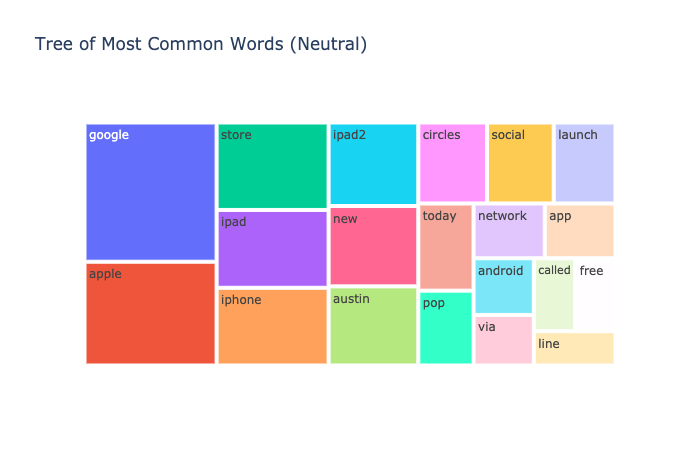 Tree of Most Common Words (Neutral)
google
store
ipad2
circles
social
launch
ipad
new
today
network
app
apple
iphone
austin
pop
android
called
free
via
line